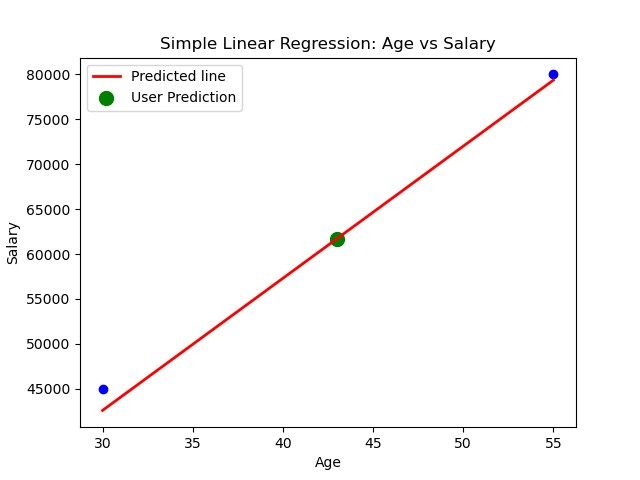 Simple Linear Regression: Age vs Salary
Predicted line
User Prediction
80000
75000
70000
65000
60000
55000
50000
45000
Salary
30
35
40
45
50
55
Age